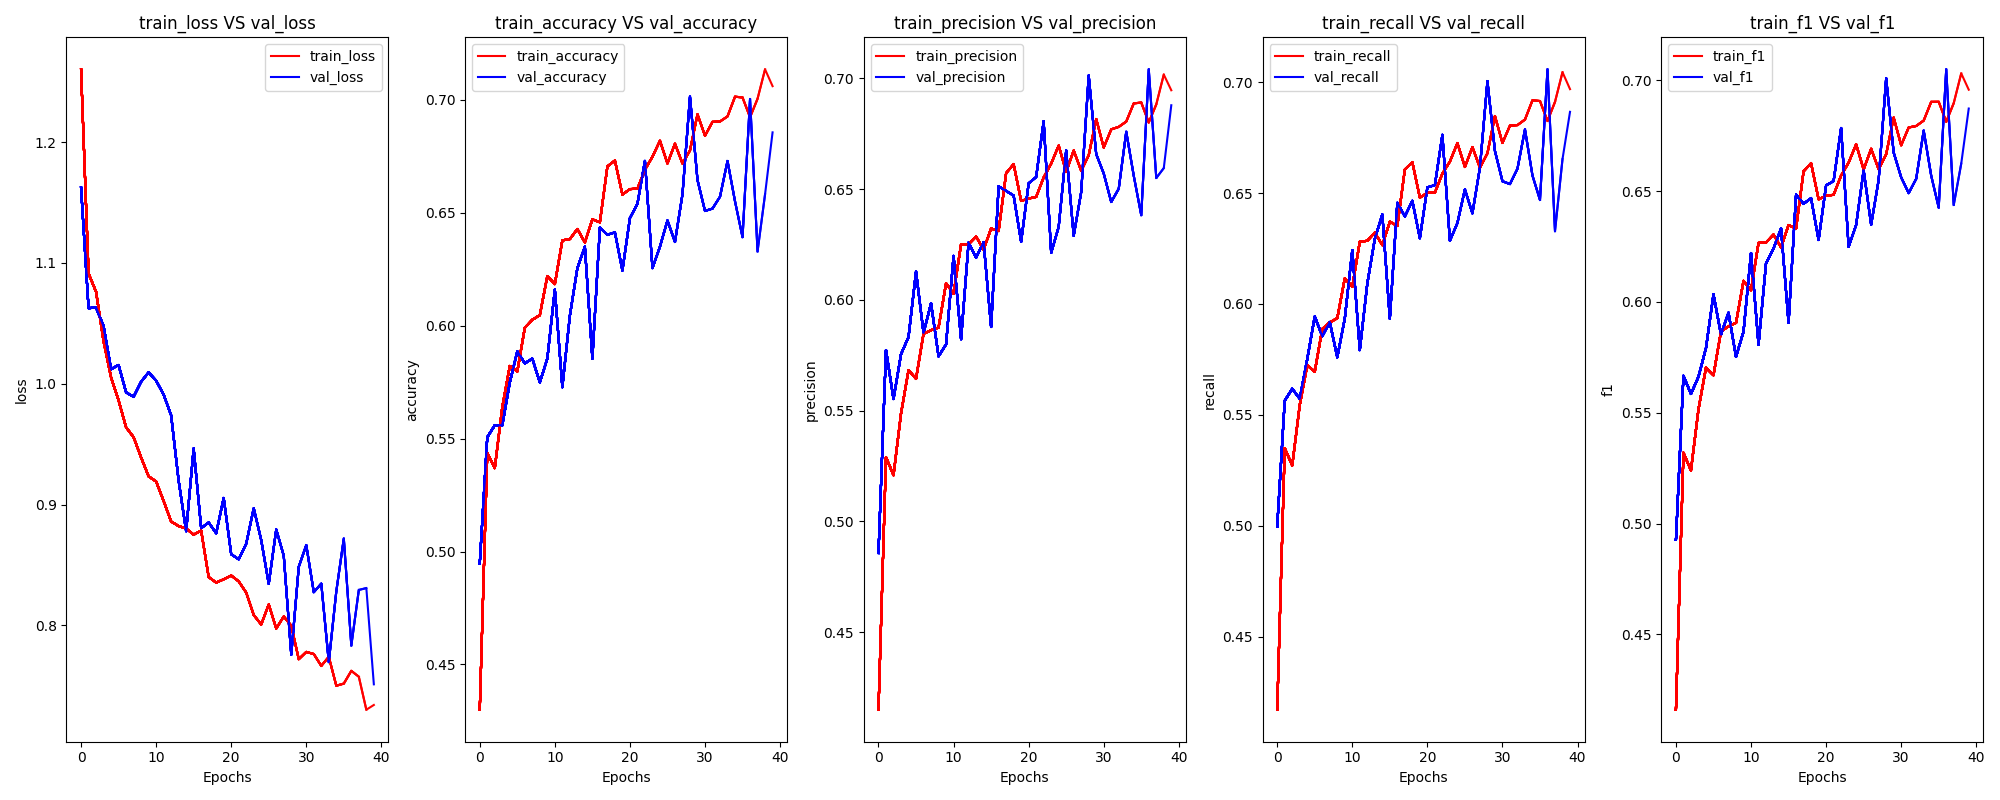 train_loss VS val_loss
train_loss
val_loss
1.2
1.1
1.0
0.9
0.8
loss
0
10
20
30
40
Epochs
train_accuracy VS val_accuracy
train_accuracy
val_accuracy
0.70
0.65
0.60
0.55
0.50
0.45
accuracy
0
10
20
30
40
Epochs
train_precision VS val_precision
train_precision
val_precision
0.70
0.65
0.60
0.55
0.50
0.45
precision
0
10
20
30
40
Epochs
train_recall VS val_recall
train_recall
val_recall
0.70
0.65
0.60
0.55
0.50
0.45
recall
0
10
20
30
40
Epochs
train_f1 VS val_f1
train_f1
val_f1
0.70
0.65
0.60
0.55
0.50
0.45
f1
0
10
20
30
40
Epochs